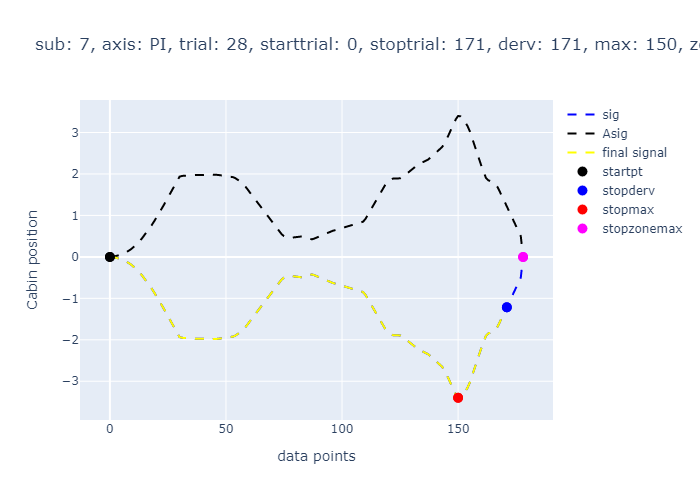 sub: 7, axis: PI, trial: 28, starttrial: 0, stoptrial: 171, derv: 171, max: 150,
sig
Asig
final signal
startpt
stopderv
stopmax
stopzonemax
3
2
1
0
−1
−2
−3
Cabin position
0
50
100
150
data points